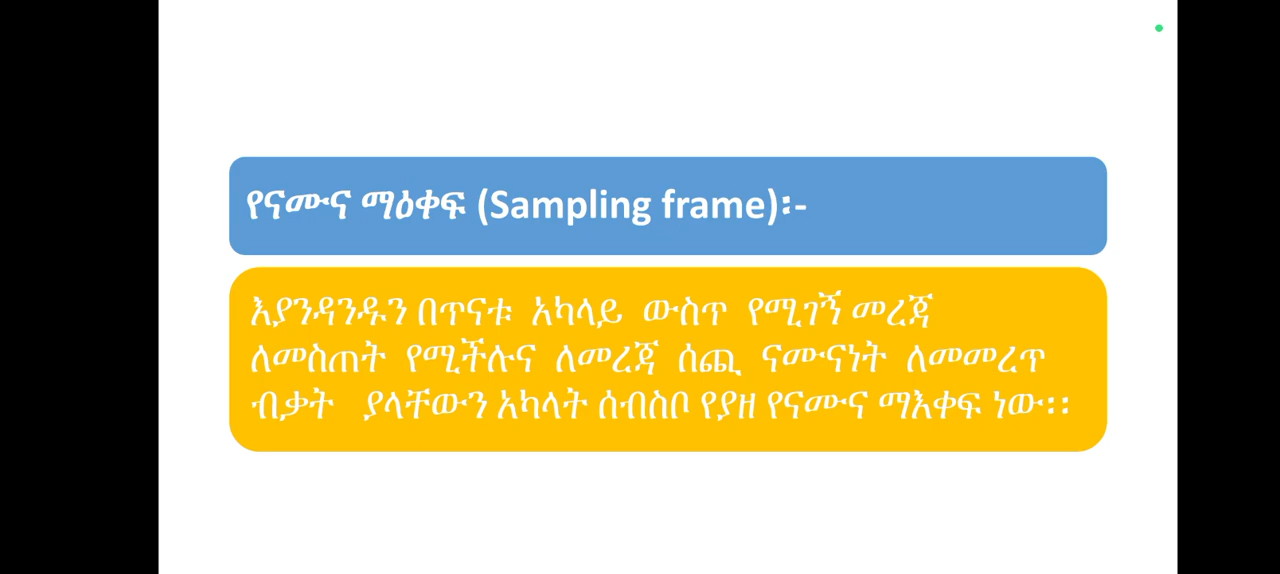 የናሙና ማዕቀፍ (Sampling frame)፡-
እያንዳንዱን በጥናቱ አካላይ ውስጥ የሚገኝ መረጃ
ለመስጠት የሚችሉና ለመረጃ ሰጪ ናሙናነት ለመመረጥ
ብቃት ያላቸውን አካላት ሰብስቦ የያዘ የናሙና ማእቀፍ ነው፡፡